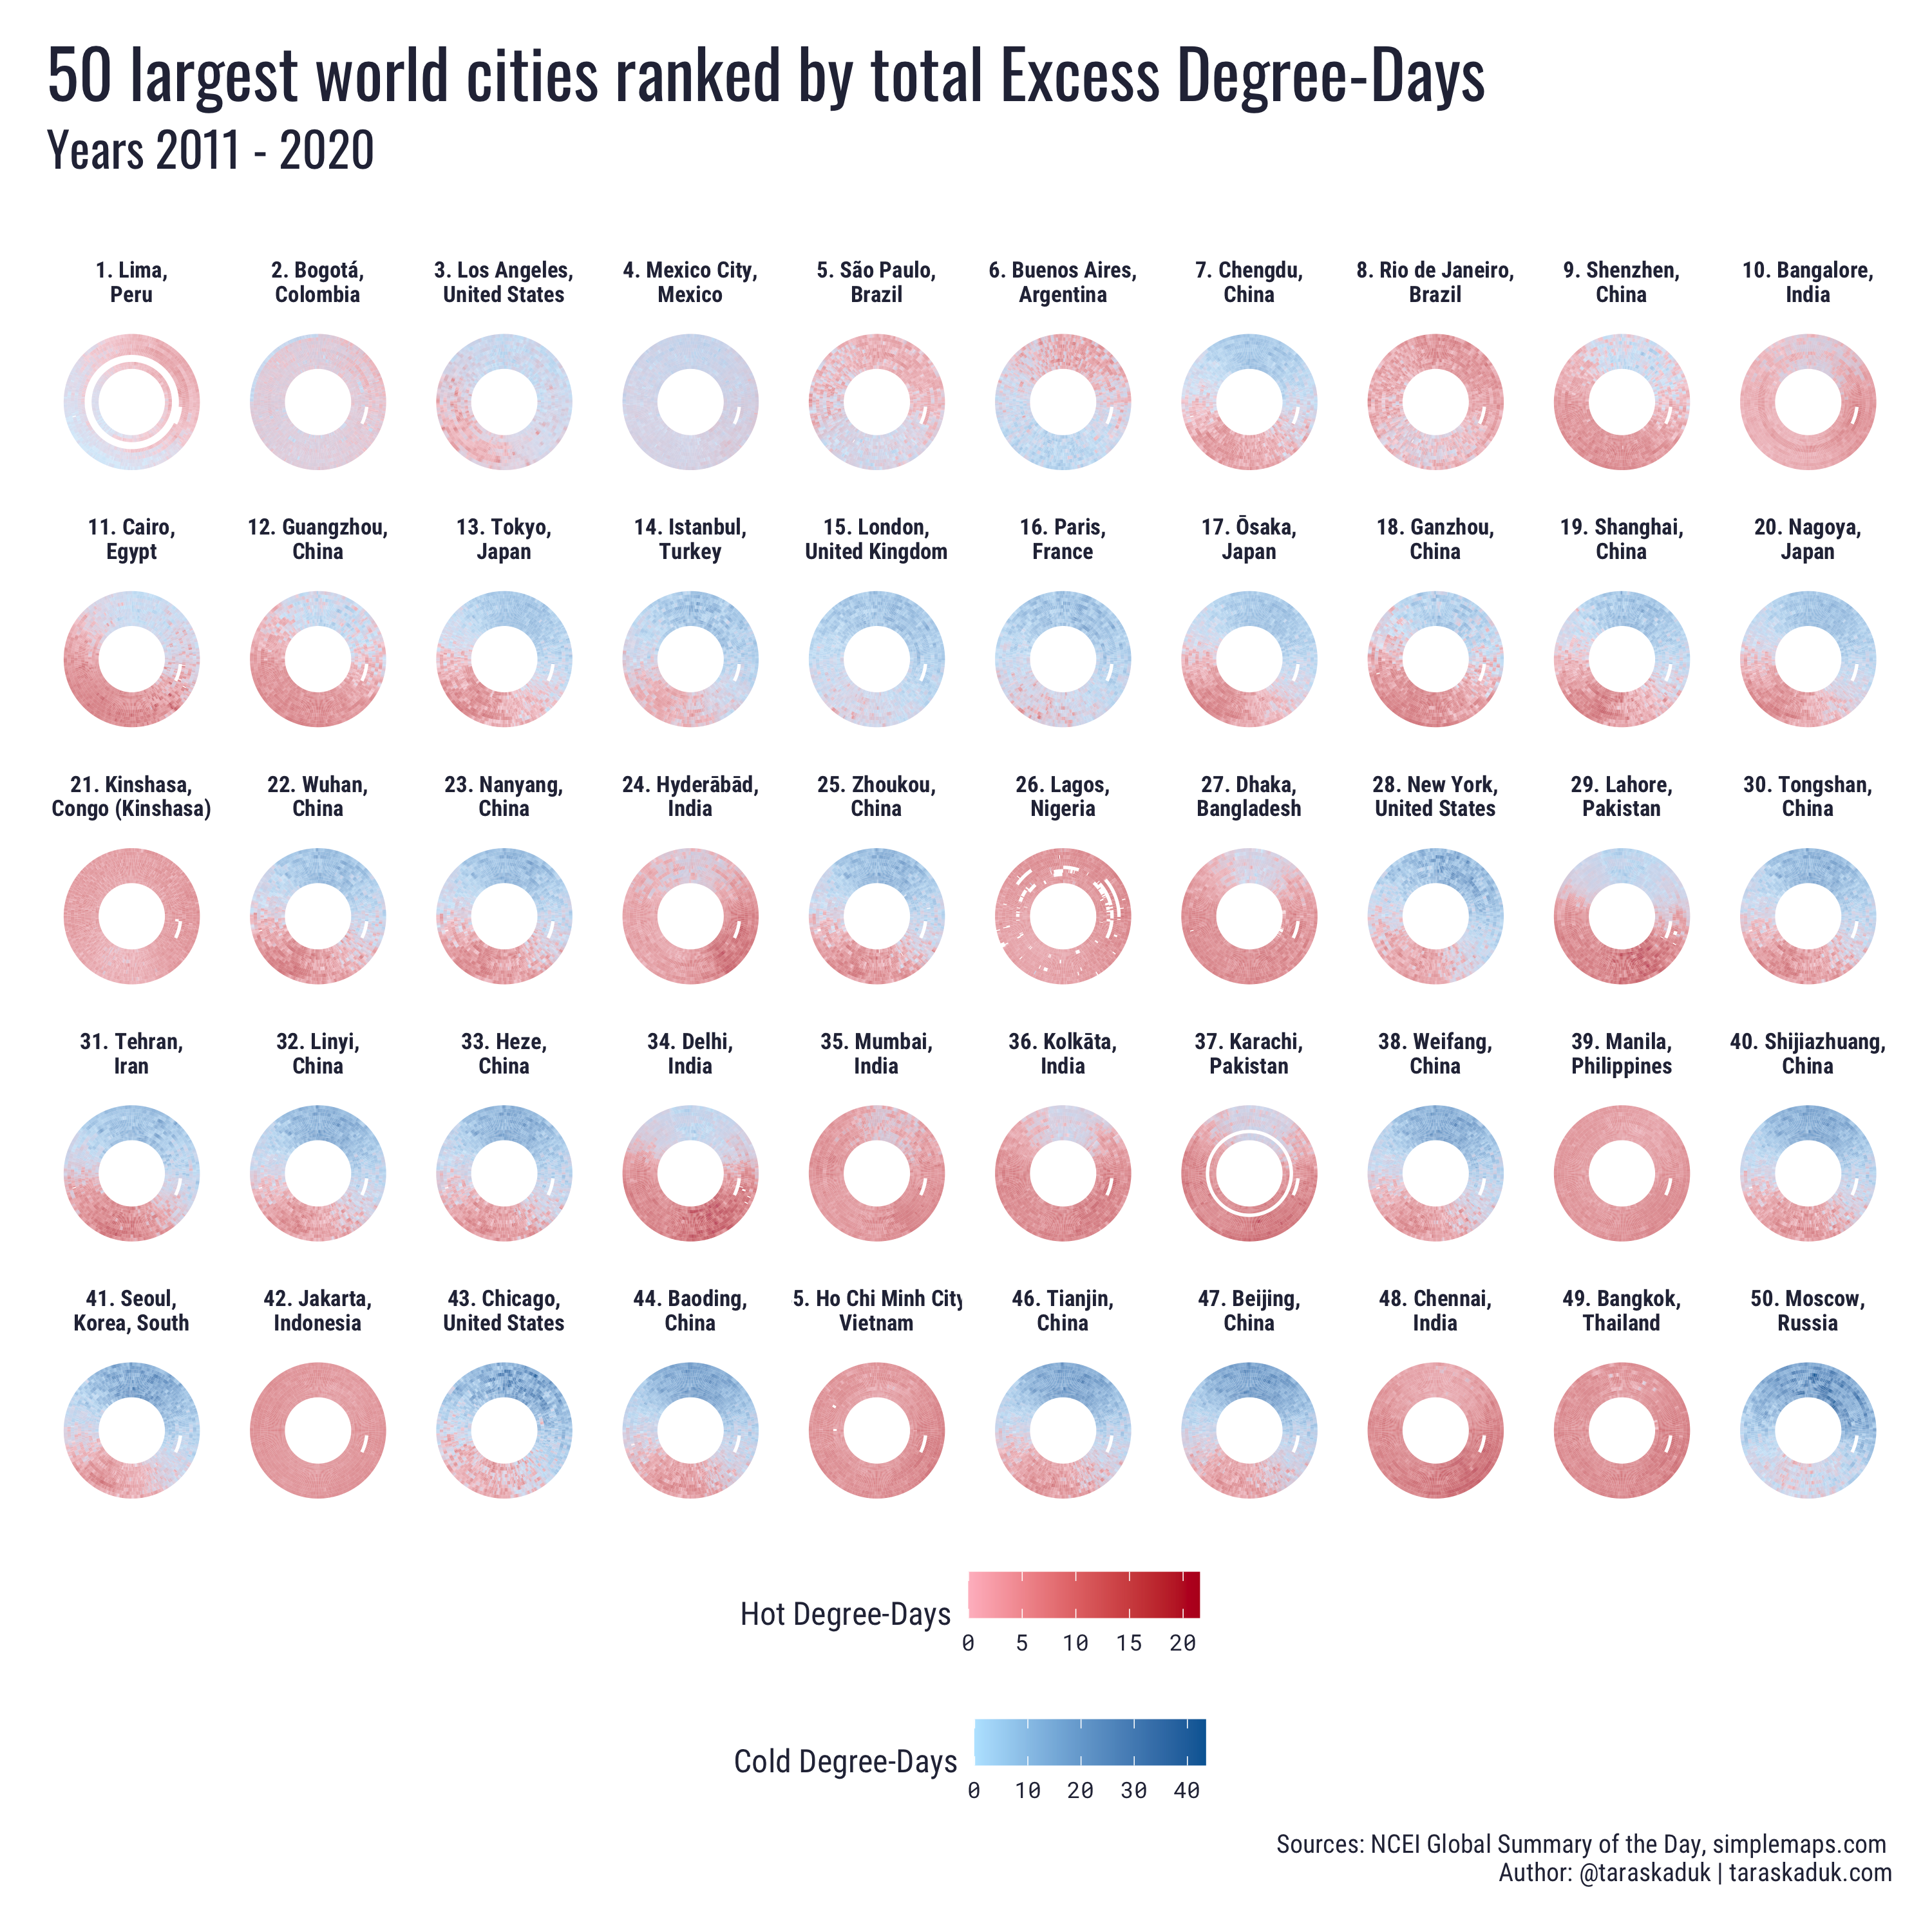 50 largest world cities ranked by total Excess Degree-Days
Years 2011 - 2020
1. Lima,
Peru
2. Bogotá,
Colombia
3. Los Angeles,
United States
4. Mexico City,
Mexico
5. São Paulo,
Brazil
6. Buenos Aires,
Argentina
7. Chengdu,
China
8. Rio de Janeiro,
Brazil
9. Shenzhen,
China
10. Bangalore,
India
11. Cairo,
Egypt
12. Guangzhou,
China
13. Tokyo,
Japan
14. Istanbul,
Turkey
15. London,
United Kingdom
16. Paris,
France
17. Ōsaka,
Japan
18. Ganzhou,
China
19. Shanghai,
China
20. Nagoya,
Japan
21. Kinshasa,
Congo (Kinshasa)
22. Wuhan,
China
23. Nanyang,
China
24. Hyderābād,
India
25. Zhoukou,
China
26. Lagos,
Nigeria
27. Dhaka,
Bangladesh
28. New York,
United States
29. Lahore,
Pakistan
30. Tongshan,
China
31. Tehran,
Iran
32. Linyi,
China
33. Heze,
China
34. Delhi,
India
35. Mumbai,
India
36. Kolkāta,
India
37. Karachi,
Pakistan
38. Weifang,
China
39. Manila,
Philippines
40. Shijiazhuang,
China
41. Seoul,
Korea, South
42. Jakarta,
Indonesia
43. Chicago,
United States
44. Baoding,
China
5. Ho Chi Minh City
Vietnam
46. Tianjin,
China
47. Beijing,
China
48. Chennai,
India
49. Bangkok,
Thailand
50. Moscow,
Russia
Hot Degree-Days
0 5 10 15 20
Cold Degree-Days
0 10 20 30 40
Sources: NCEI Global Summary of the Day, simplemaps.com
Author: @taraskaduk | taraskaduk.com